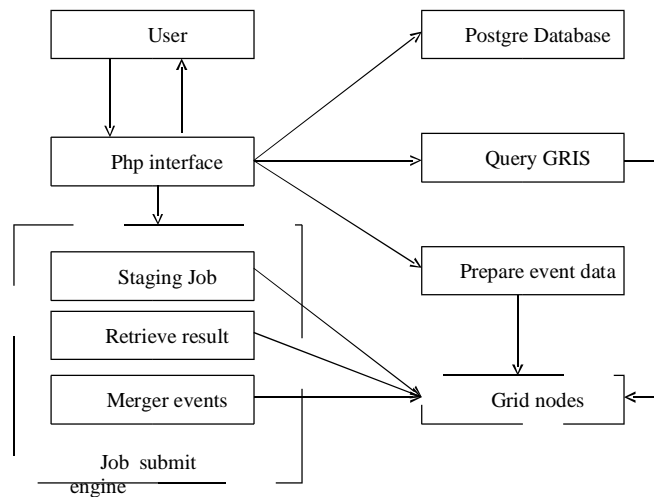 User
Postgre Database
Php interface
Query GRIS
Staging Job
Prepare event data
Retrieve result
Merger events
Grid nodes
Job submit
engine